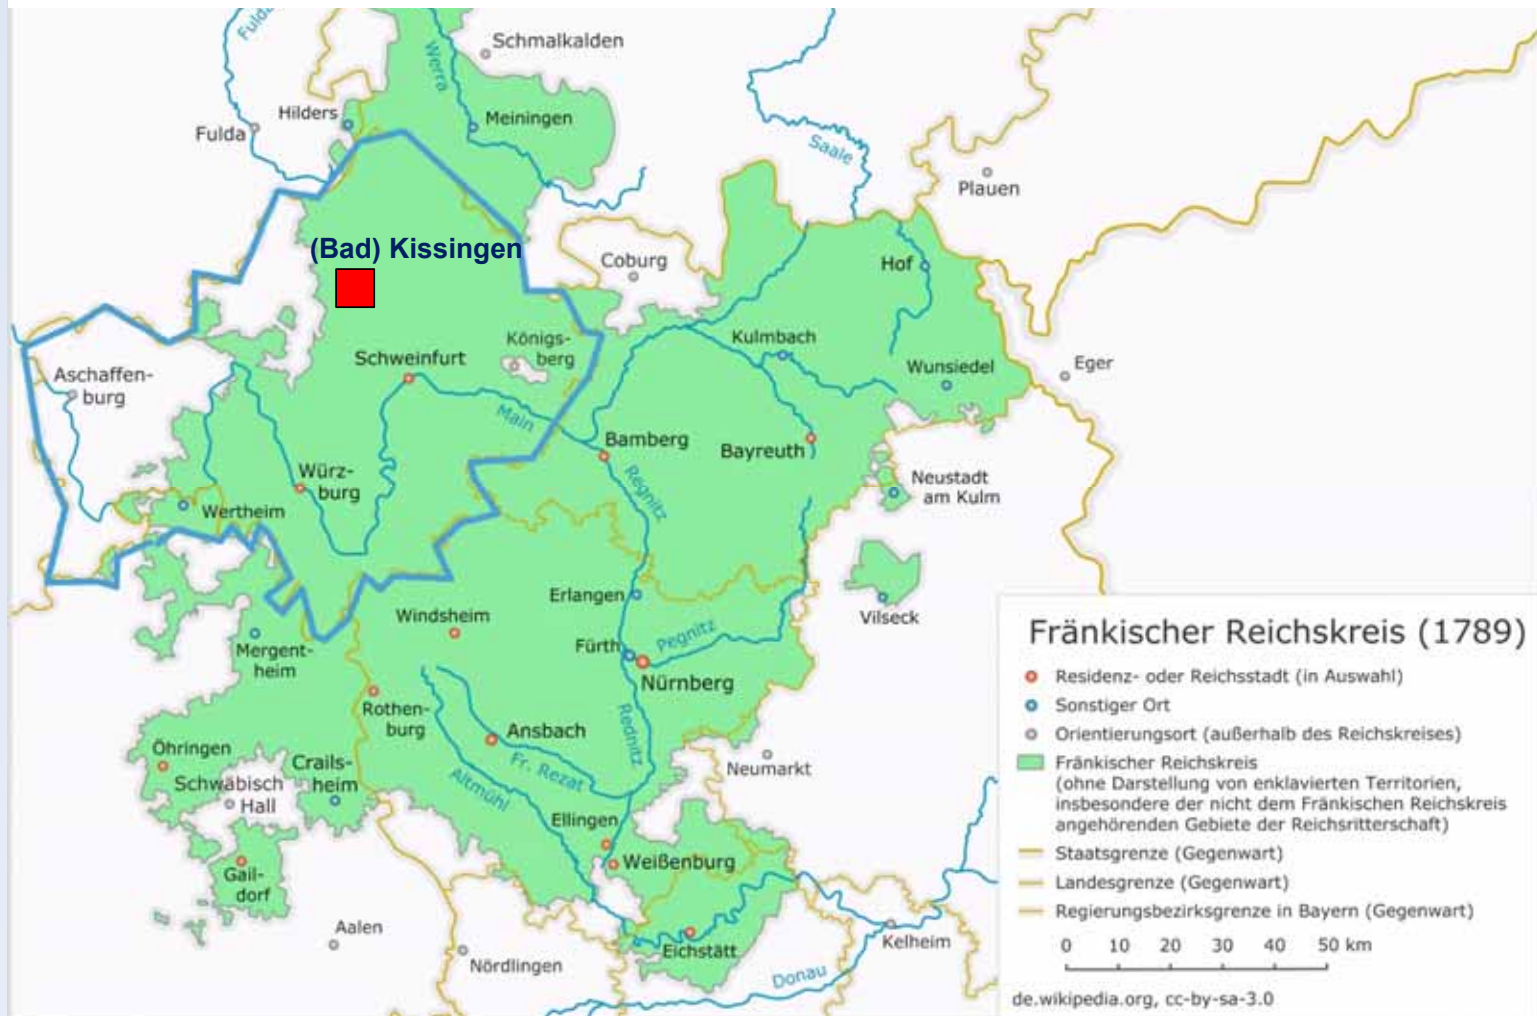 Fulda
Werra
Schmalkalden
Hilders
Fulda
Meiningen
Saale
Plauen
(Bad) Kissingen
Coburg
Hof
Königs-
berg
Kulmbach
Schweinfurt
Wunsiedel
Eger
Aschaffen-
burg
Main
Bamberg
Bayreuth
Regnitz
Würz-
burg
Neustadt
am Kulm
Wertheim
Erlangen
Windsheim
Vilseck
Pegnitz
Fürth
Mergent-
heim
Nürnberg
Rothen-
burg
Rednitz
Ansbach
Öhringen
Crails-
heim
Fr. Rezat
Neumarkt
Schwäbisch
Hall
Altmühl
Ellingen
Weißenburg
Gail-
dorf
Aalen
Nördlingen
Eichstätt
Kelheim
Donau
Fränkischer Reichskreis (1789)
Residenz- oder Reichsstadt (in Auswahl)
Sonstiger Ort
Orientierungsort (außerhalb des Reichskreises)
Fränkischer Reichskreis
(ohne Darstellung von enklavierten Territorien,
insbesondere der nicht dem Fränkischen Reichskreis
angehörenden Gebiete der Reichsritterschaft)
Staatsgrenze (Gegenwart)
Landesgrenze (Gegenwart)
Regierungsbezirksgrenze in Bayern (Gegenwart)
0 10 20 30 40 50 km
de.wikipedia.org, cc-by-sa-3.0